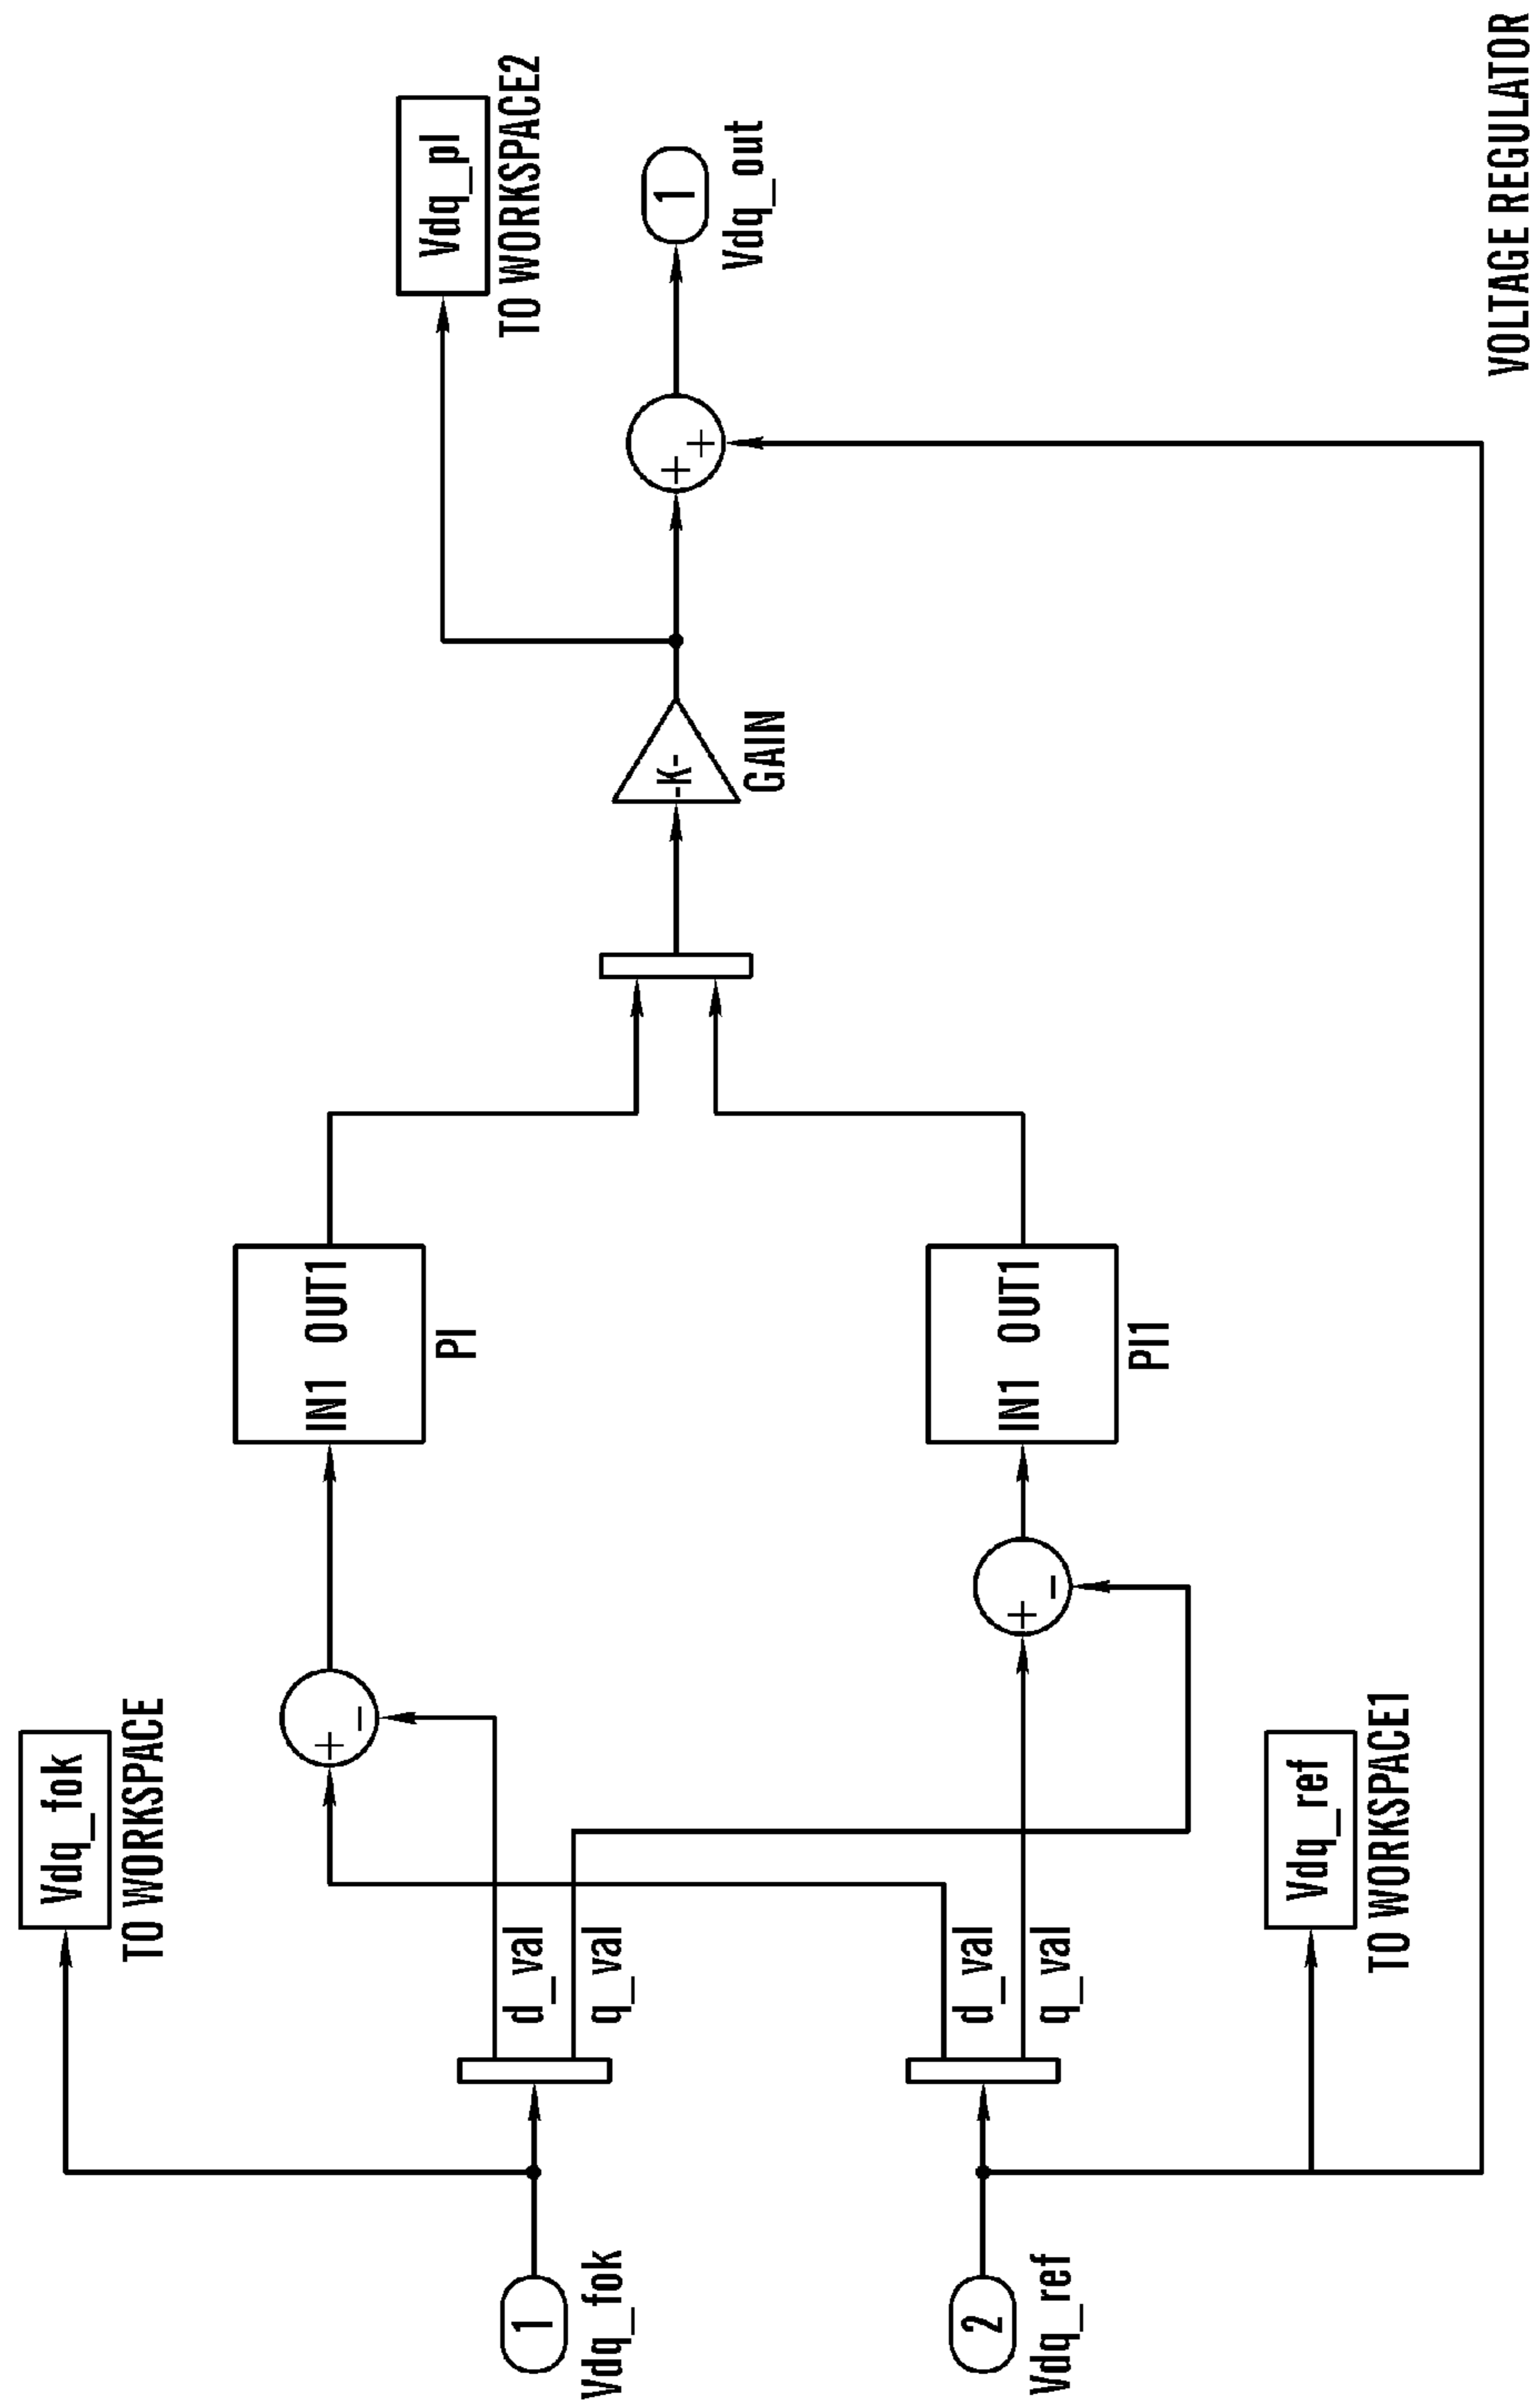 Vdq_fok
TO WORKSPACE
1
Vdq_fok
d_val
q_val
+
-
IN1 OUT1
PI
2
Vdq_ref
d_val
q_val
+
-
IN1 OUT1
PI1
Vdq_ref
TO WORKSPACE1
-K-
GAIN
Vdq_pl
TO WORKSPACE2
+
+
1
Vdq_out
VOLTAGE REGULATOR